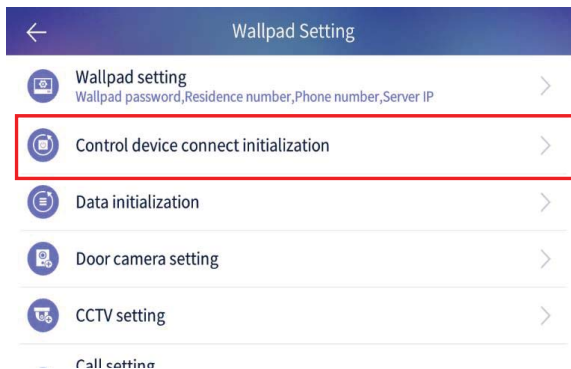 Wallpad Setting
Wallpad setting
Wallpad password,Residence number,Phone number,Server IP
Control device connect initialization
Data initialization
Door camera setting
CCTV setting
Call setting